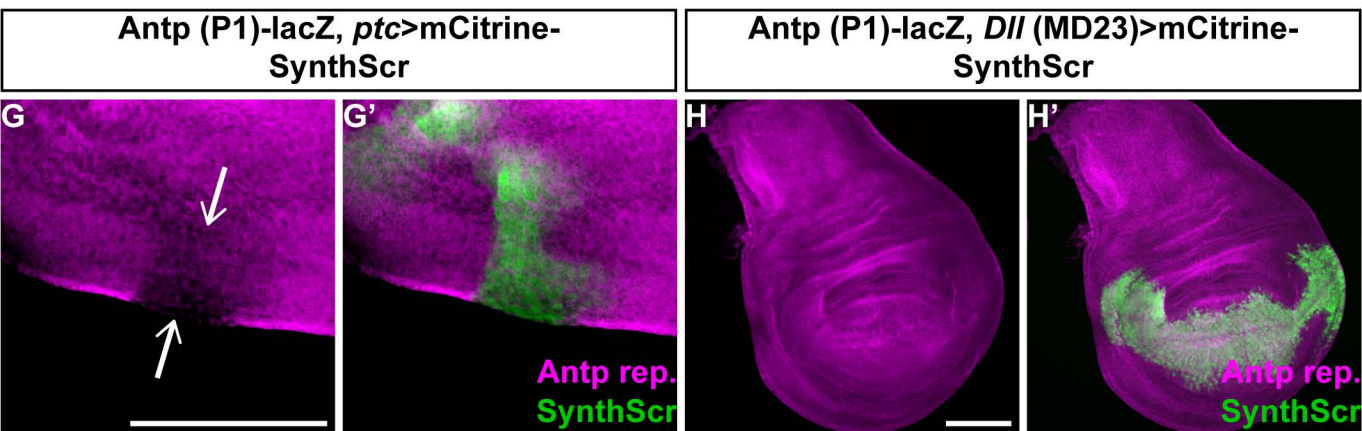 Antp (P1)-lacZ, ptc>mCitrine-
SynthScr
Antp (P1)-lacZ, Dll (MD23)>mCitrine-
SynthScr
G
G’
H
H’
Antp rep.
SynthScr
Antp rep.
SynthScr